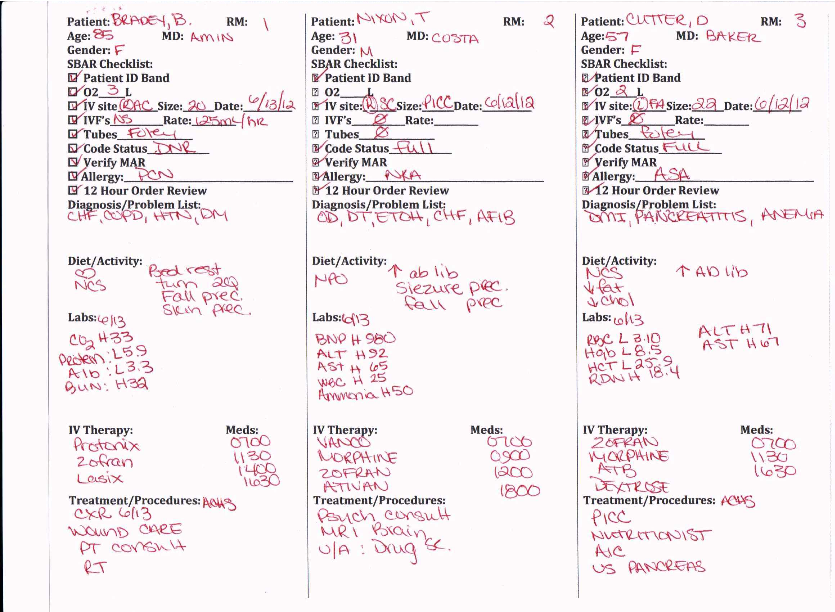 Patient: BRADEY, B. RM: 1
Age: 85 MD: AMIN
Gender: F
SBAR Checklist:
Patient ID Band
O2 3 L
IV site: (R) AC Size: 20 Date: 6/13/12
IVF's NS Rate: 125mL/HR
Tubes Foley
Code Status DNR
Verify MAR
Allergy: PCN
12 Hour Order Review
Diagnosis/Problem List:
CHF, COPD, HTN, DM
Diet/Activity:
NCS
Bed rest
turn 2Q
Fall prec.
Skin prec.
Labs: 6/13
CO2 H33
Protein: L59
Alb: L3.3
BUN: H32
IV Therapy: Meds:
Protonix 0700
Zofran 1130
Lasix 1400
1630
Treatment/Procedures: ACHS
CXR 6/13
WOUND CARE
PT consult
RT
Patient: NIXON, T RM: 2
Age: 31 MD: COSTA
Gender: M
SBAR Checklist:
Patient ID Band
O2 L
IV site: (R) SC Size: PICC Date: 6/12/12
IVF's Ø Rate:
Tubes Ø
Code Status Full
Verify MAR
Allergy: NKA
12 Hour Order Review
Diagnosis/Problem List:
OD, DT, ETOH, CHF, AFIB
Diet/Activity:
NPO ↑ ab lib
Siezure prec.
fall prec
Labs: 6/13
BNP H 980
ALT H92
AST H 65
WBC H 25
Ammonia H50
IV Therapy: Meds:
VANCO 0700
MORPHINE 0900
ZOFRAN 1200
ATIVAN 1800
Treatment/Procedures:
Psych consult
MRI Brain
U/A: Drug sc.
Patient: CUTTER, D RM: 3
Age: 57 MD: BAKER
Gender: F
SBAR Checklist:
Patient ID Band
O2 2 L
IV site: (L) FA Size: 22 Date: 6/12/12
IVF's Ø Rate:
Tubes foley
Code Status FULL
Verify MAR
Allergy: ASA
12 Hour Order Review
Diagnosis/Problem List:
DMI, PANCREATITIS, ANEMIA
Diet/Activity:
NCS ↑ AD lib
↓ fat
↓ chol
Labs: 6/13
RBC L 3.10 ALT H 71
Hgb L 8.5 AST H 67
HCT L 25.9
RDN H 18.4
IV Therapy: Meds:
ZOFRAN 0700
MORPHINE 1130
ATB 1630
DEXTROSE
Treatment/Procedures: ACHS
PICC
NUTRITIONIST
A1C
US PANCREAS